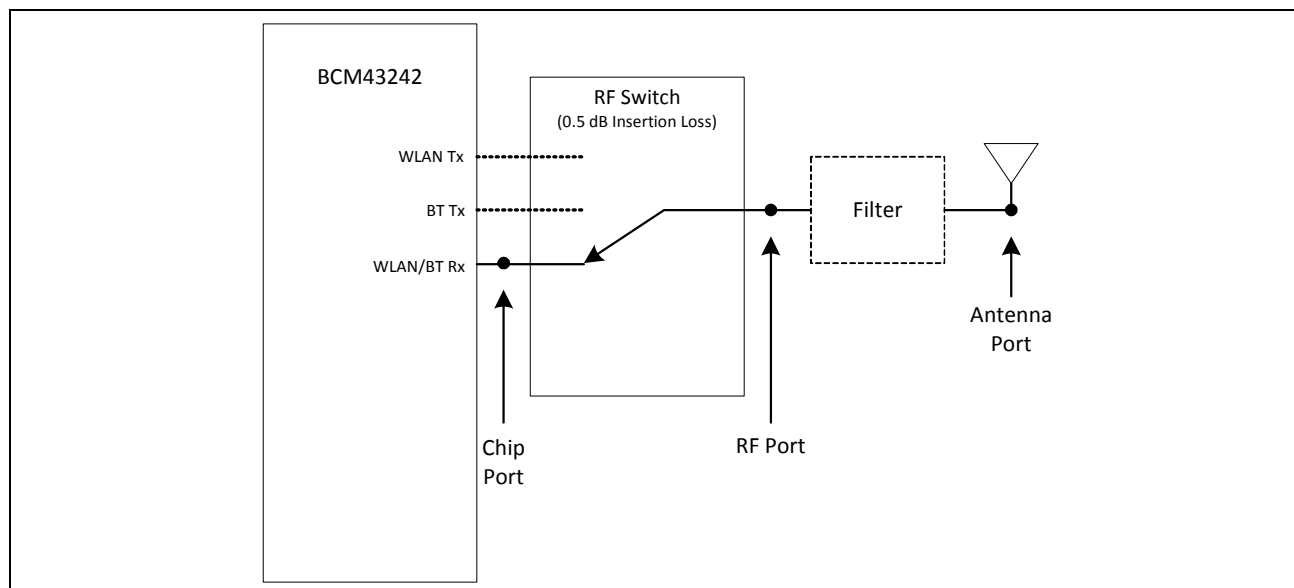 BCM43242
RF Switch
(0.5 dB Insertion Loss)
WLAN Tx
BT Tx
WLAN/BT Rx
Filter
Chip
Port
RF Port
Antenna
Port